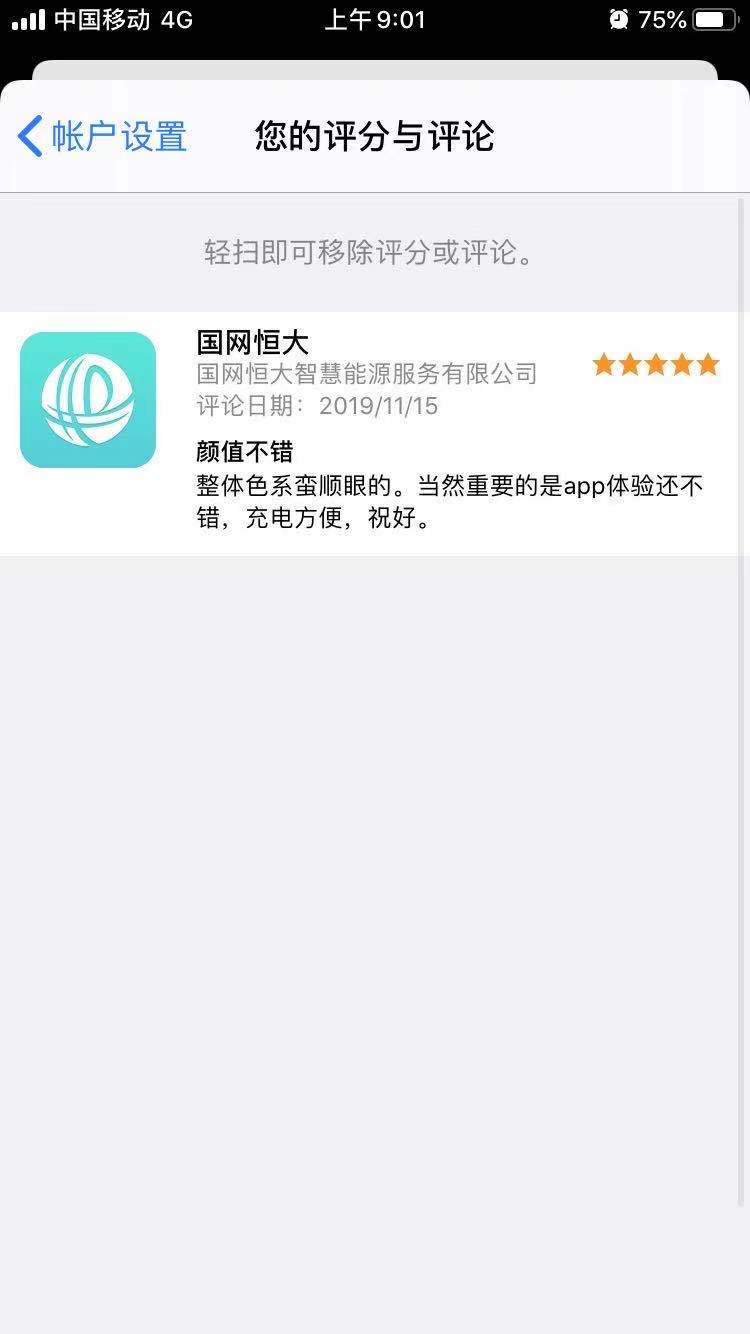 中国移动 4G 上午9:01 75%
帐户设置 您的评分与评论
轻扫即可移除评分或评论。
国网恒大
国网恒大智慧能源服务有限公司
评论日期：2019/11/15
颜值不错
整体色系蛮顺眼的。当然重要的是app体验还不
错，充电方便，祝好。